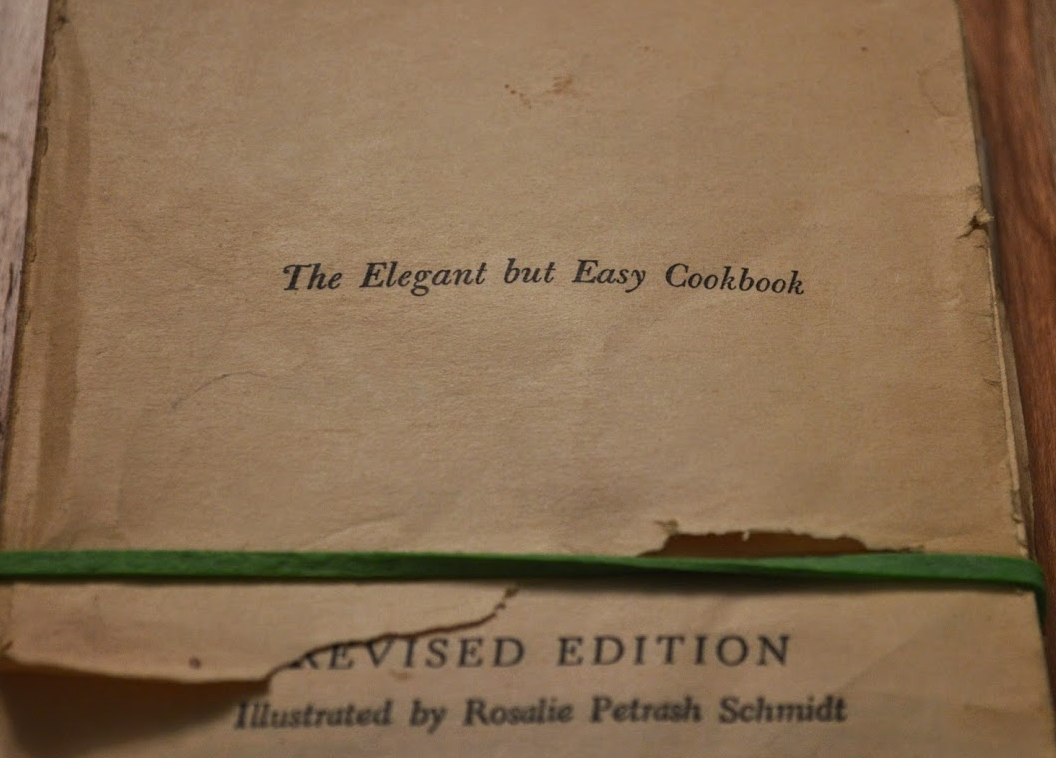 The Elegant but Easy Cookbook
REVISED EDITION
Illustrated by Rosalie Petrash Schmidt